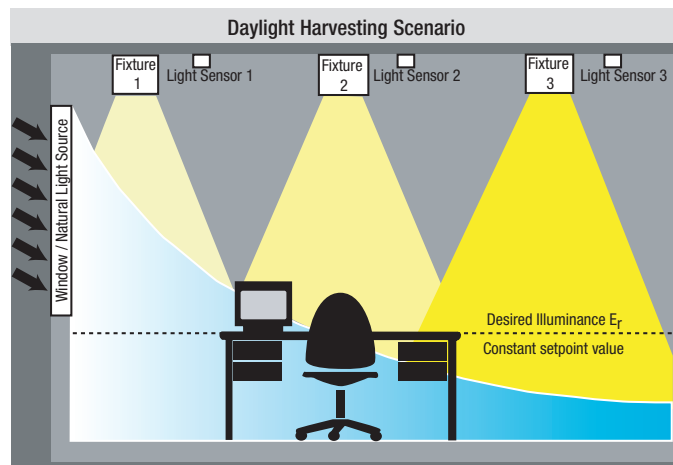 Daylight Harvesting Scenario
Fixture
1
Light Sensor 1
Fixture
2
Light Sensor 2
Fixture
3
Light Sensor 3
Window / Natural Light Source
Desired Illuminance Er
Constant setpoint value